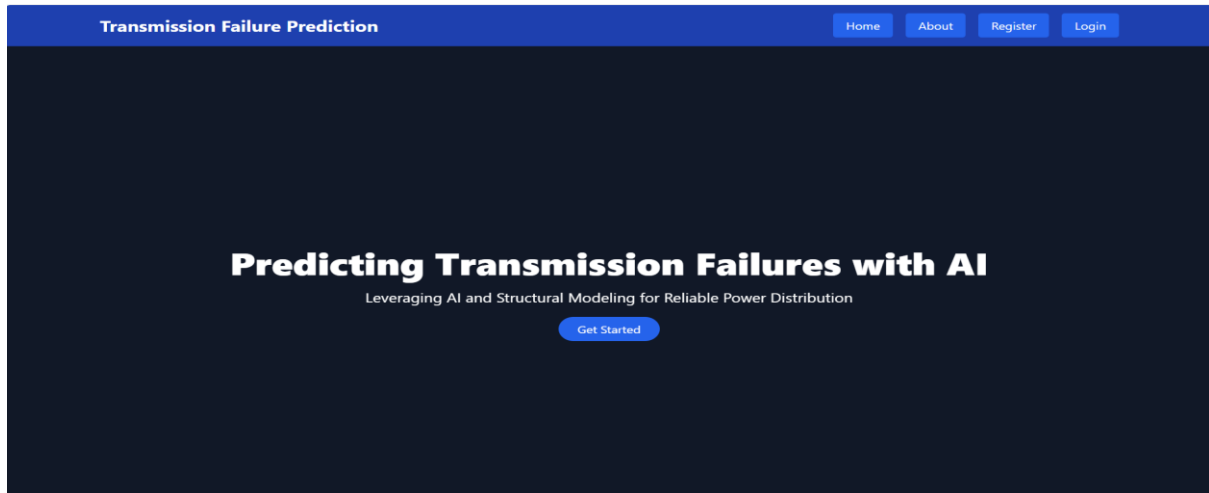 Transmission Failure Prediction
Home About Register Login
Predicting Transmission Failures with AI
Leveraging AI and Structural Modeling for Reliable Power Distribution
Get Started